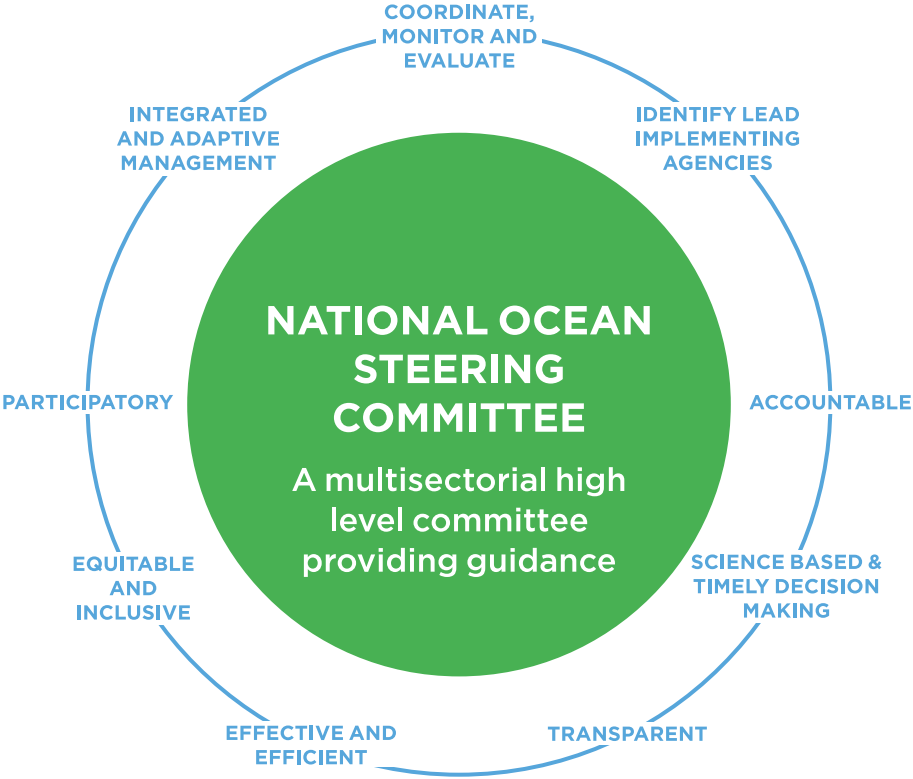 COORDINATE,
MONITOR AND
EVALUATE
IDENTIFY LEAD
IMPLEMENTING
AGENCIES
ACCOUNTABLE
SCIENCE BASED &
TIMELY DECISION
MAKING
TRANSPARENT
EFFECTIVE AND
EFFICIENT
EQUITABLE
AND
INCLUSIVE
PARTICIPATORY
INTEGRATED
AND ADAPTIVE
MANAGEMENT
NATIONAL OCEAN
STEERING
COMMITTEE
A multisectorial high
level committee
providing guidance